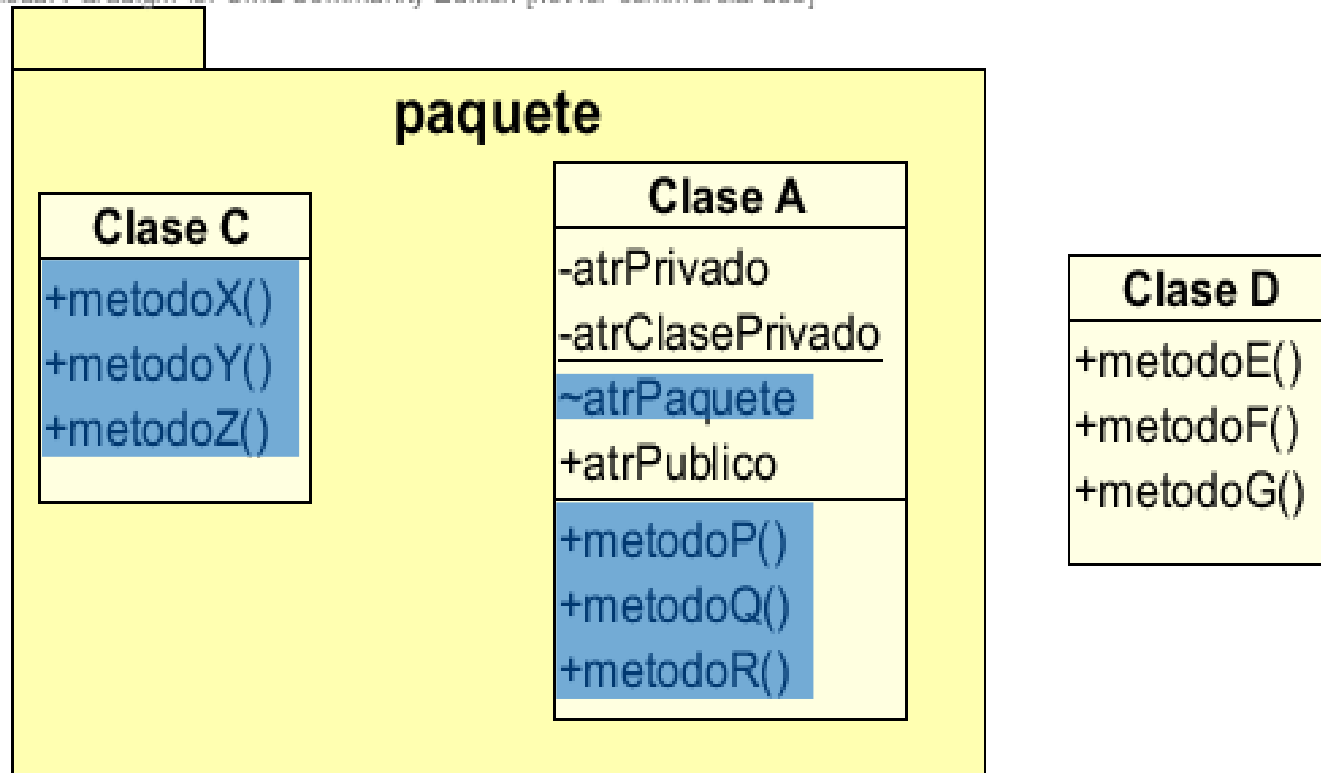 paquete
Clase C
+metodoX()
+metodoY()
+metodoZ()
Clase A
-atrPrivado
-atrClasePrivado
~atrPaquete
+atrPublico
+metodoP()
+metodoQ()
+metodoR()
Clase D
+metodoE()
+metodoF()
+metodoG()